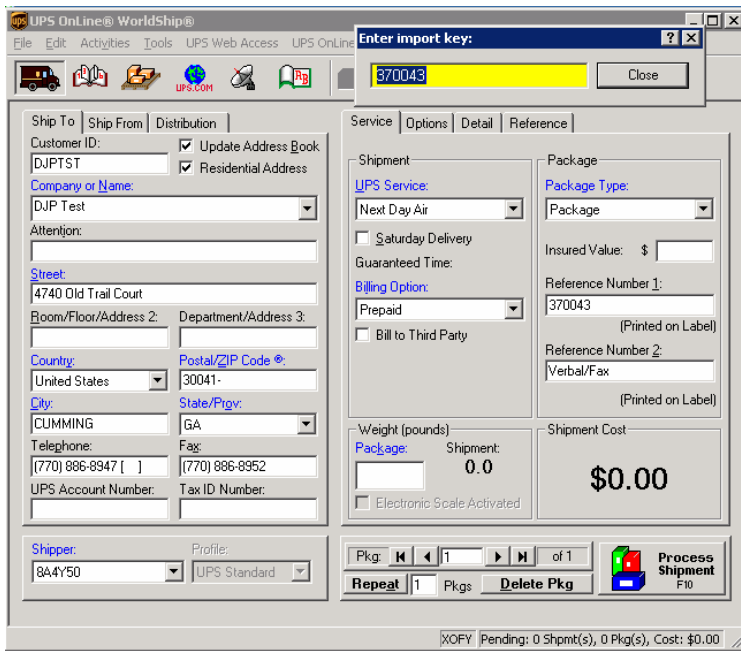 UPS OnLine® WorldShip®
Enter import key:
File Edit Activities Tools UPS Web Access UPS OnLine
370043 Close
UPS.COM
Ship To Ship From Distribution
Customer ID:
DJPTST
Update Address Book
Residential Address
Company or Name:
DJP Test
Attention:
Street:
4740 Old Trail Court
Room/Floor/Address 2: Department/Address 3:
Country: Postal/ZIP Code ®:
United States 30041-
City: State/Prov:
CUMMING GA
Telephone: Fax:
(770) 886-8947 [ ] (770) 886-8952
UPS Account Number: Tax ID Number:
Shipper: Profile:
8A4Y50 UPS Standard
Service Options Detail Reference
Shipment
UPS Service:
Next Day Air
Saturday Delivery
Guaranteed Time:
Billing Option:
Prepaid
Bill to Third Party
Package
Package Type:
Package
Insured Value: $
Reference Number 1:
370043
(Printed on Label)
Reference Number 2:
Verbal/Fax
(Printed on Label)
Weight (pounds)
Package: Shipment:
0.0
Electronic Scale Activated
Shipment Cost
$0.00
Pkg: 1 of 1
Repeat 1 Pkgs Delete Pkg
Process
Shipment
F10
XOFY Pending: 0 Shpmt(s), 0 Pkg(s), Cost: $0.00